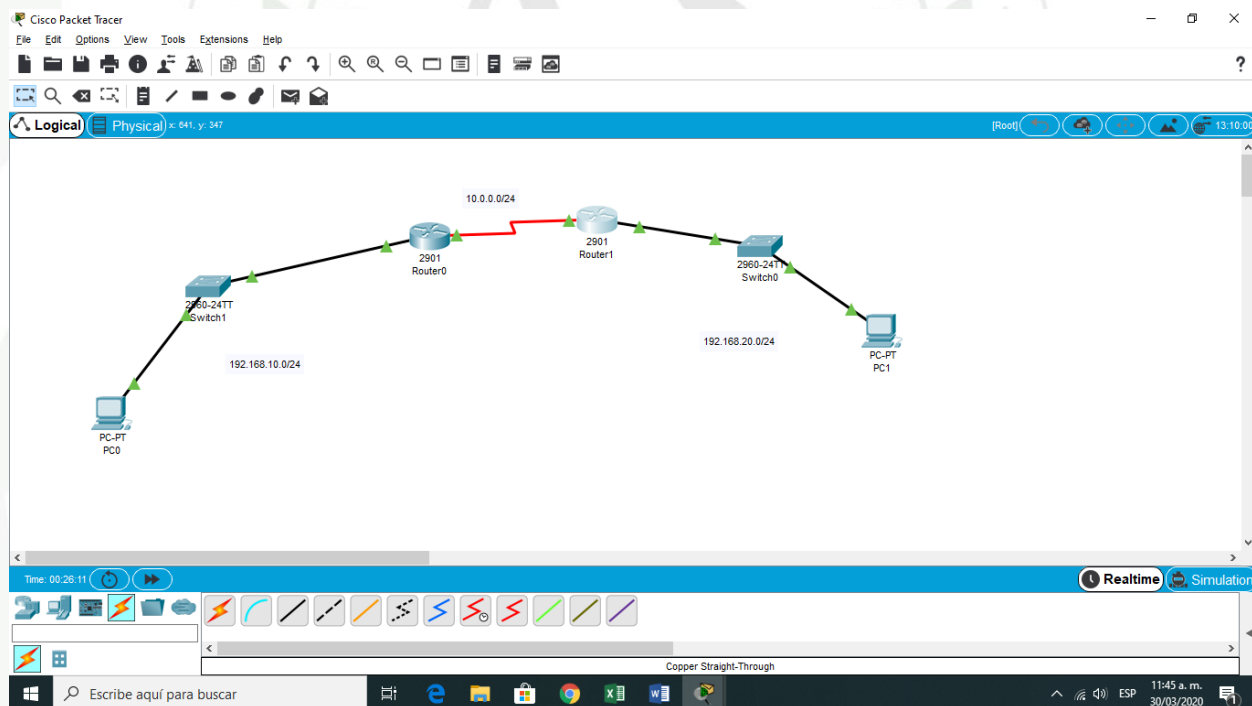 Cisco Packet Tracer
File Edit Options View Tools Extensions Help
?
Logical Physical x: 641, y: 347 [Root] 13:10:00
10.0.0.0/24
2901
Router0
2901
Router1
2960-24TT
Switch0
2960-24TT
Switch1
192.168.20.0/24
PC-PT
PC1
192.168.10.0/24
PC-PT
PC0
Time: 00:26:11 Realtime Simulation
Copper Straight-Through
Escribe aquí para buscar ESP 11:45 a. m.
30/03/2020